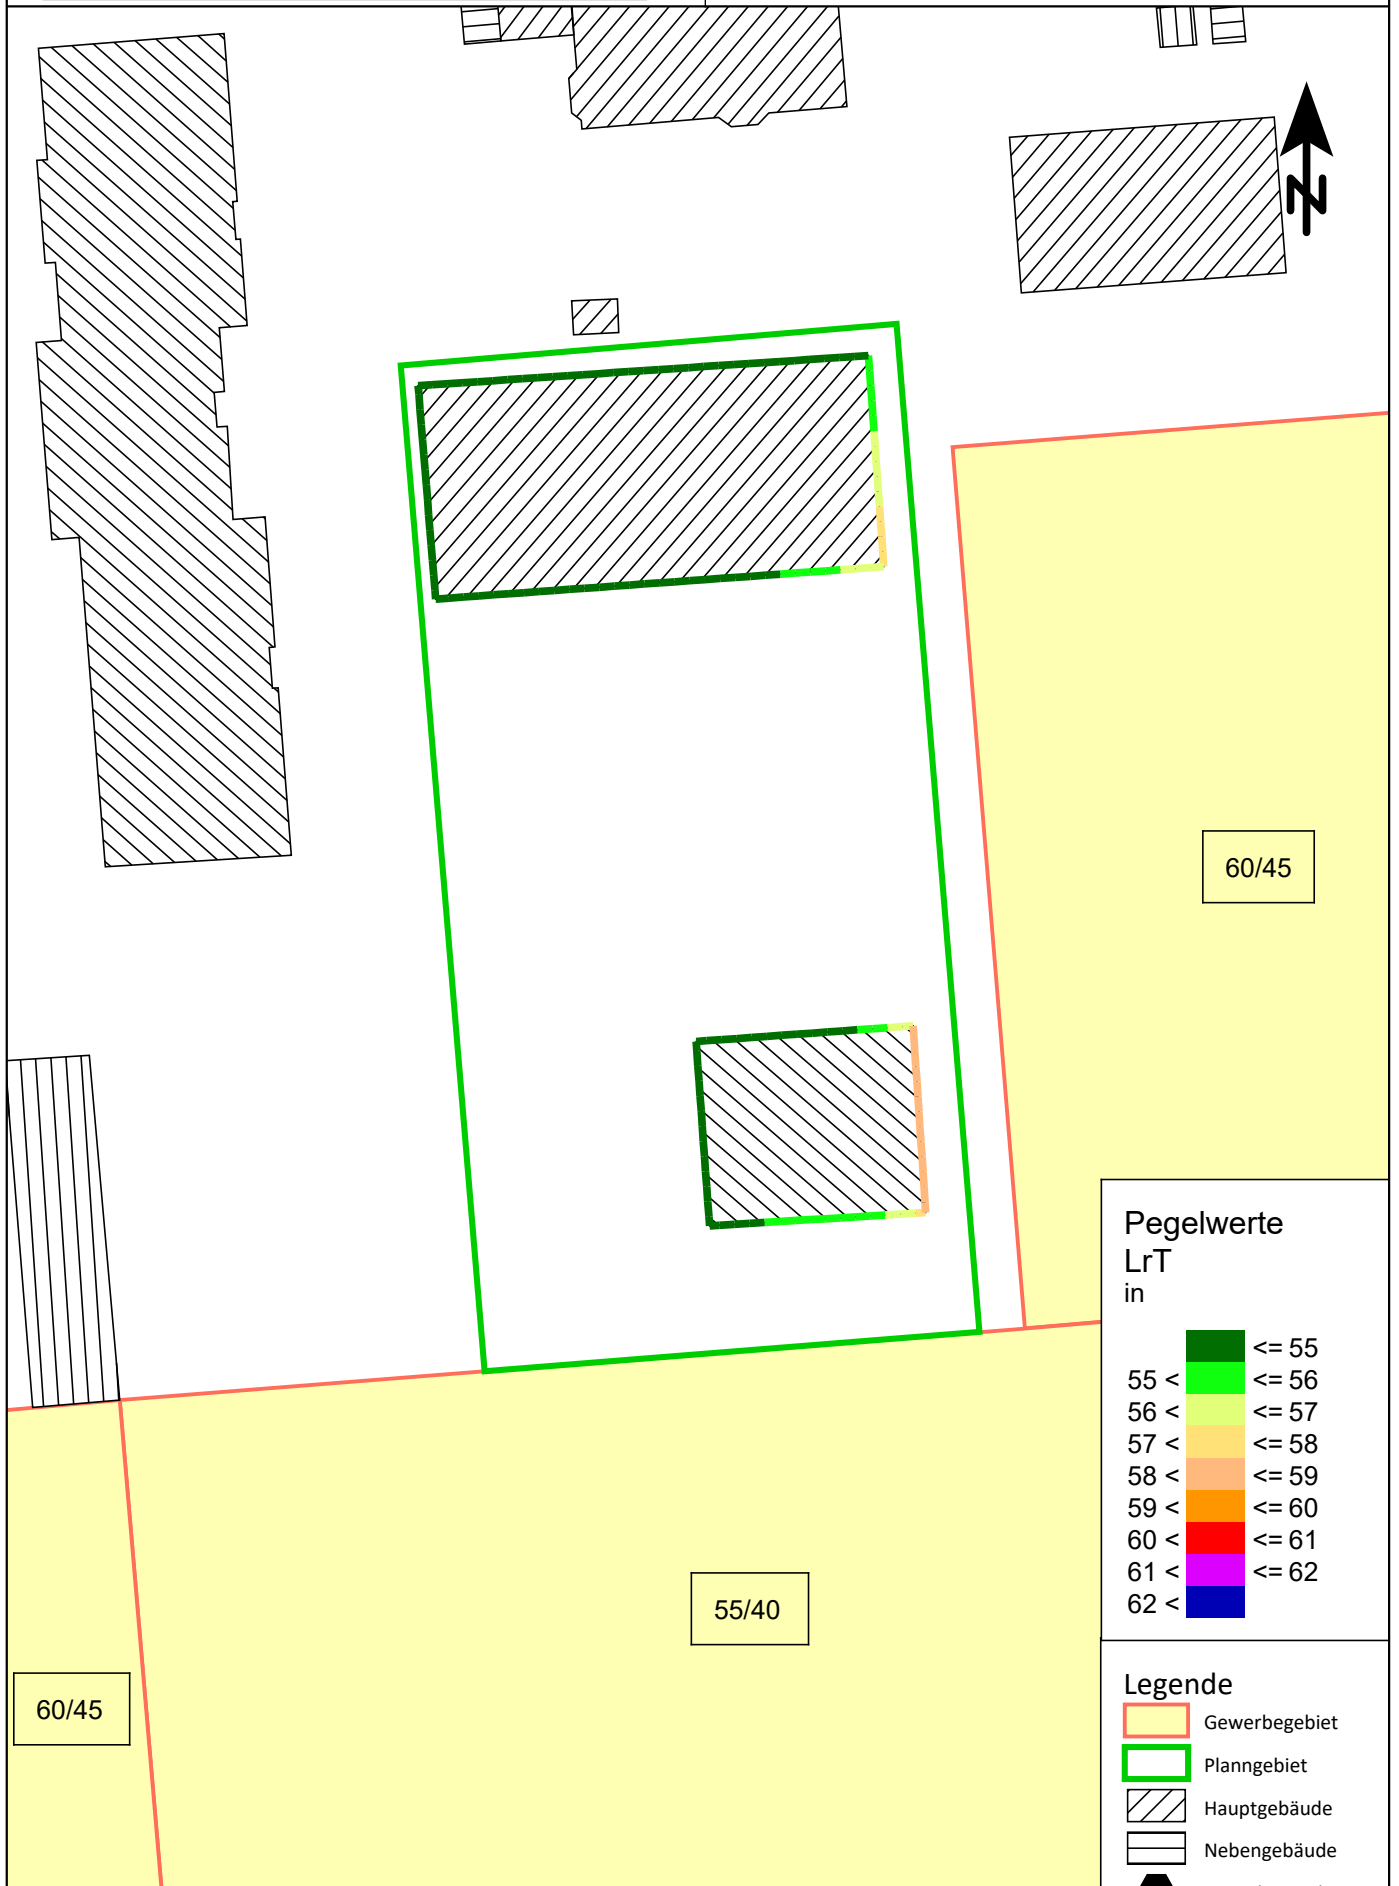 N
60/45
Pegelwerte
LrT
in
<= 55
55 < <= 56
56 < <= 57
57 < <= 58
58 < <= 59
59 < <= 60
60 < <= 61
61 < <= 62
62 <
55/40
60/45
Legende
Gewerbegebiet
Planngebiet
Hauptgebäude
Nebengebäude